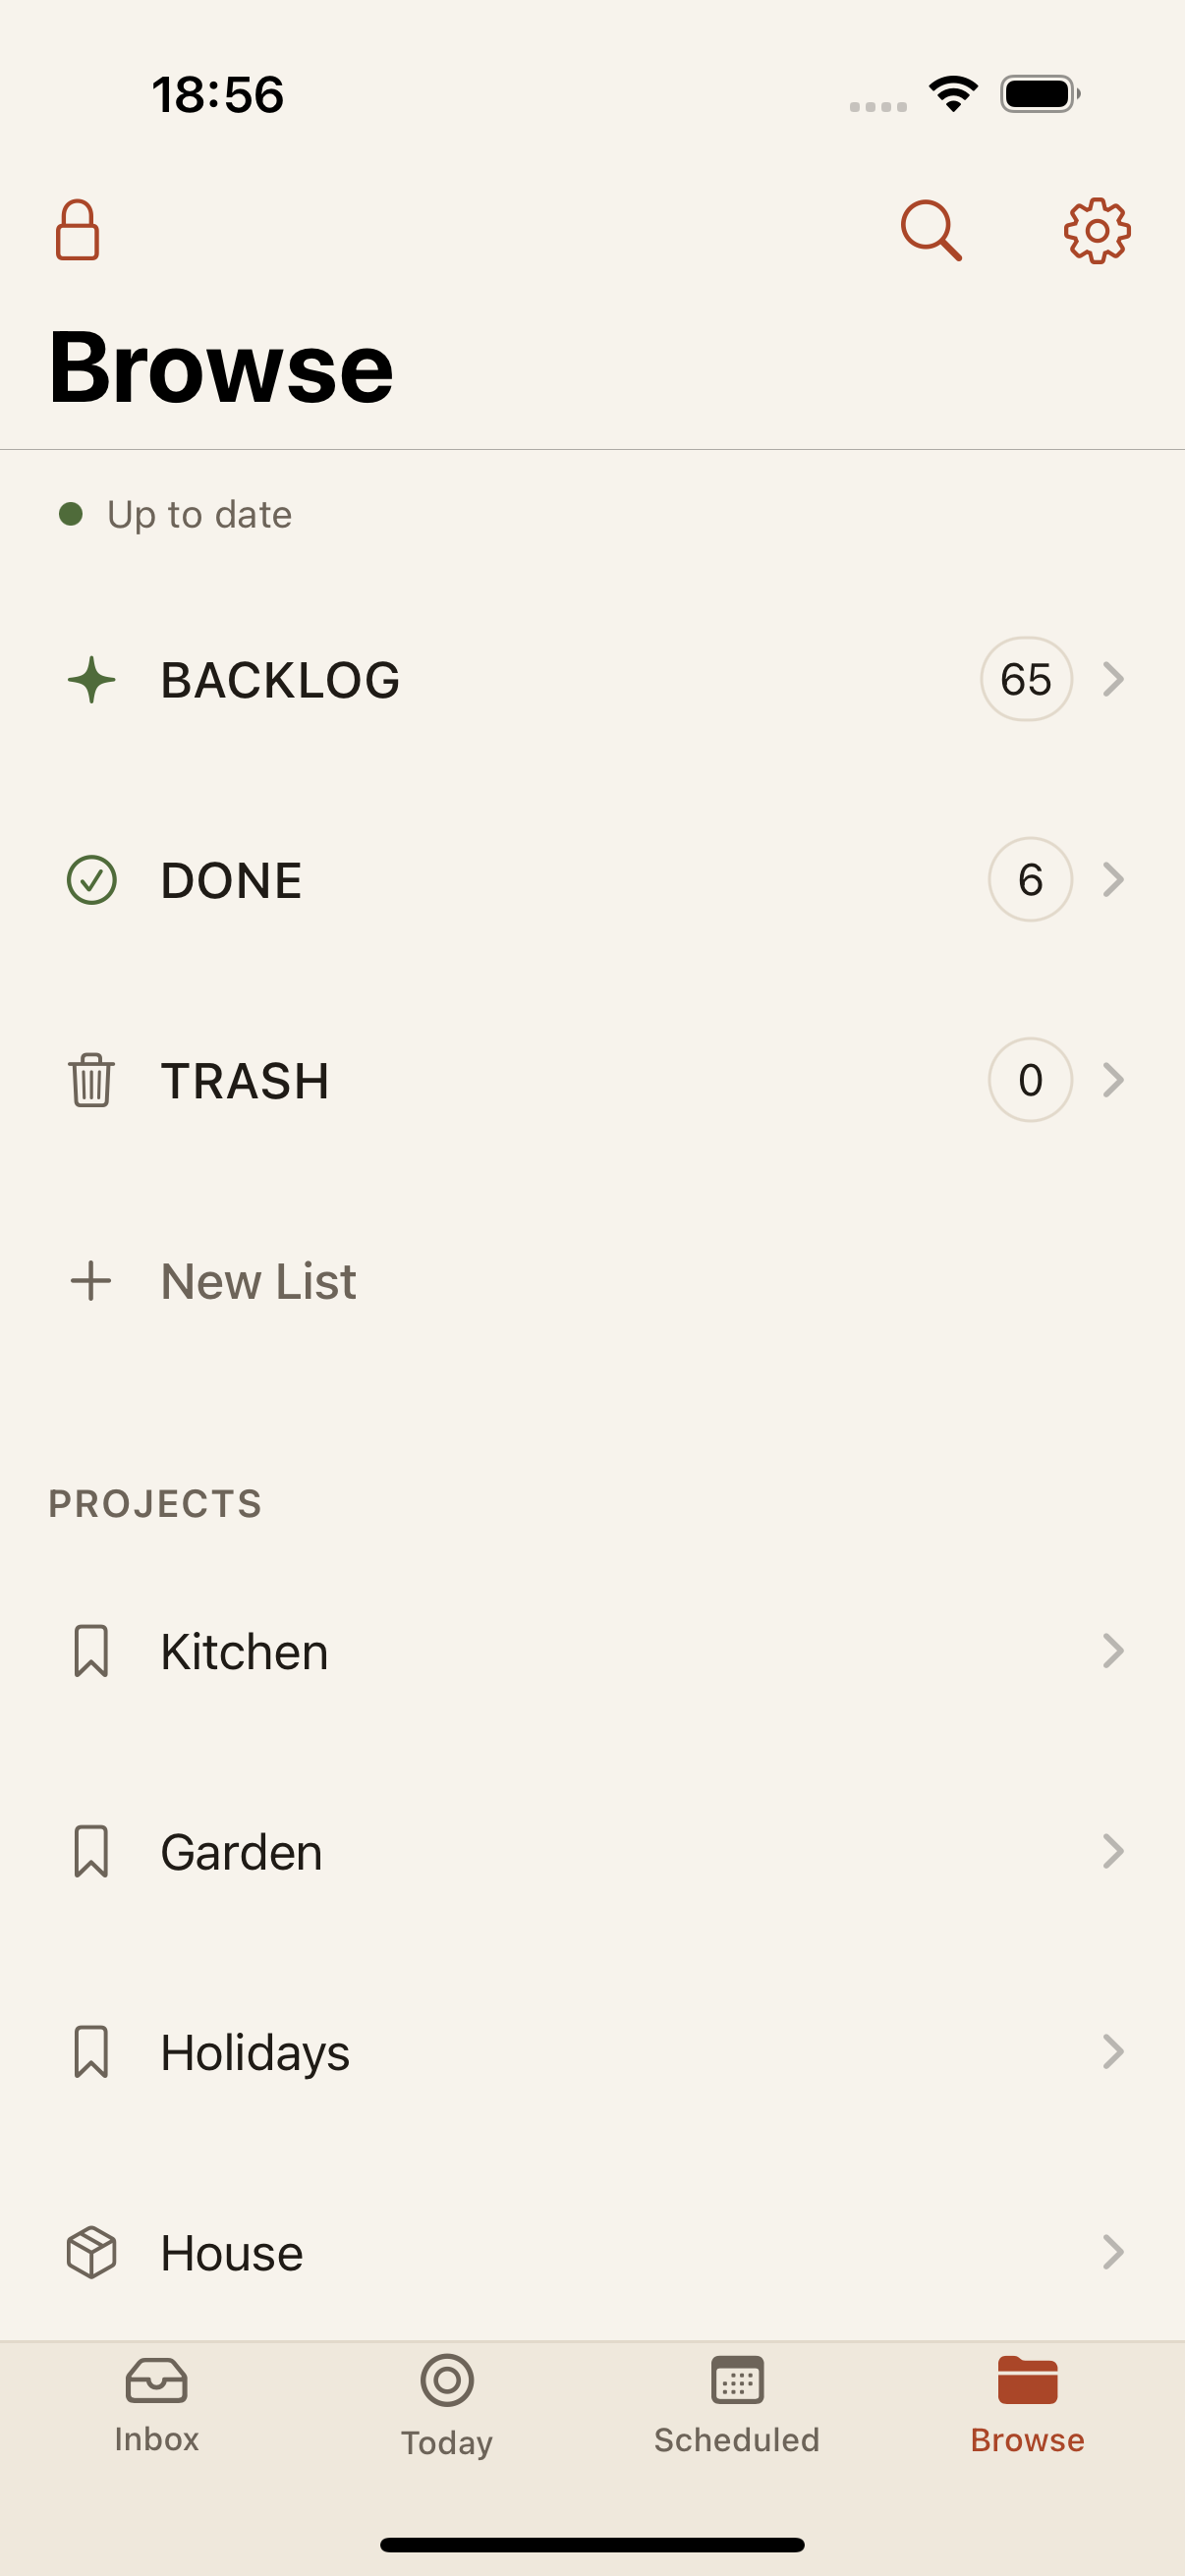 18:56
Browse
Up to date
BACKLOG 65
DONE 6
TRASH 0
New List
PROJECTS
Kitchen
Garden
Holidays
House
Inbox Today Scheduled Browse